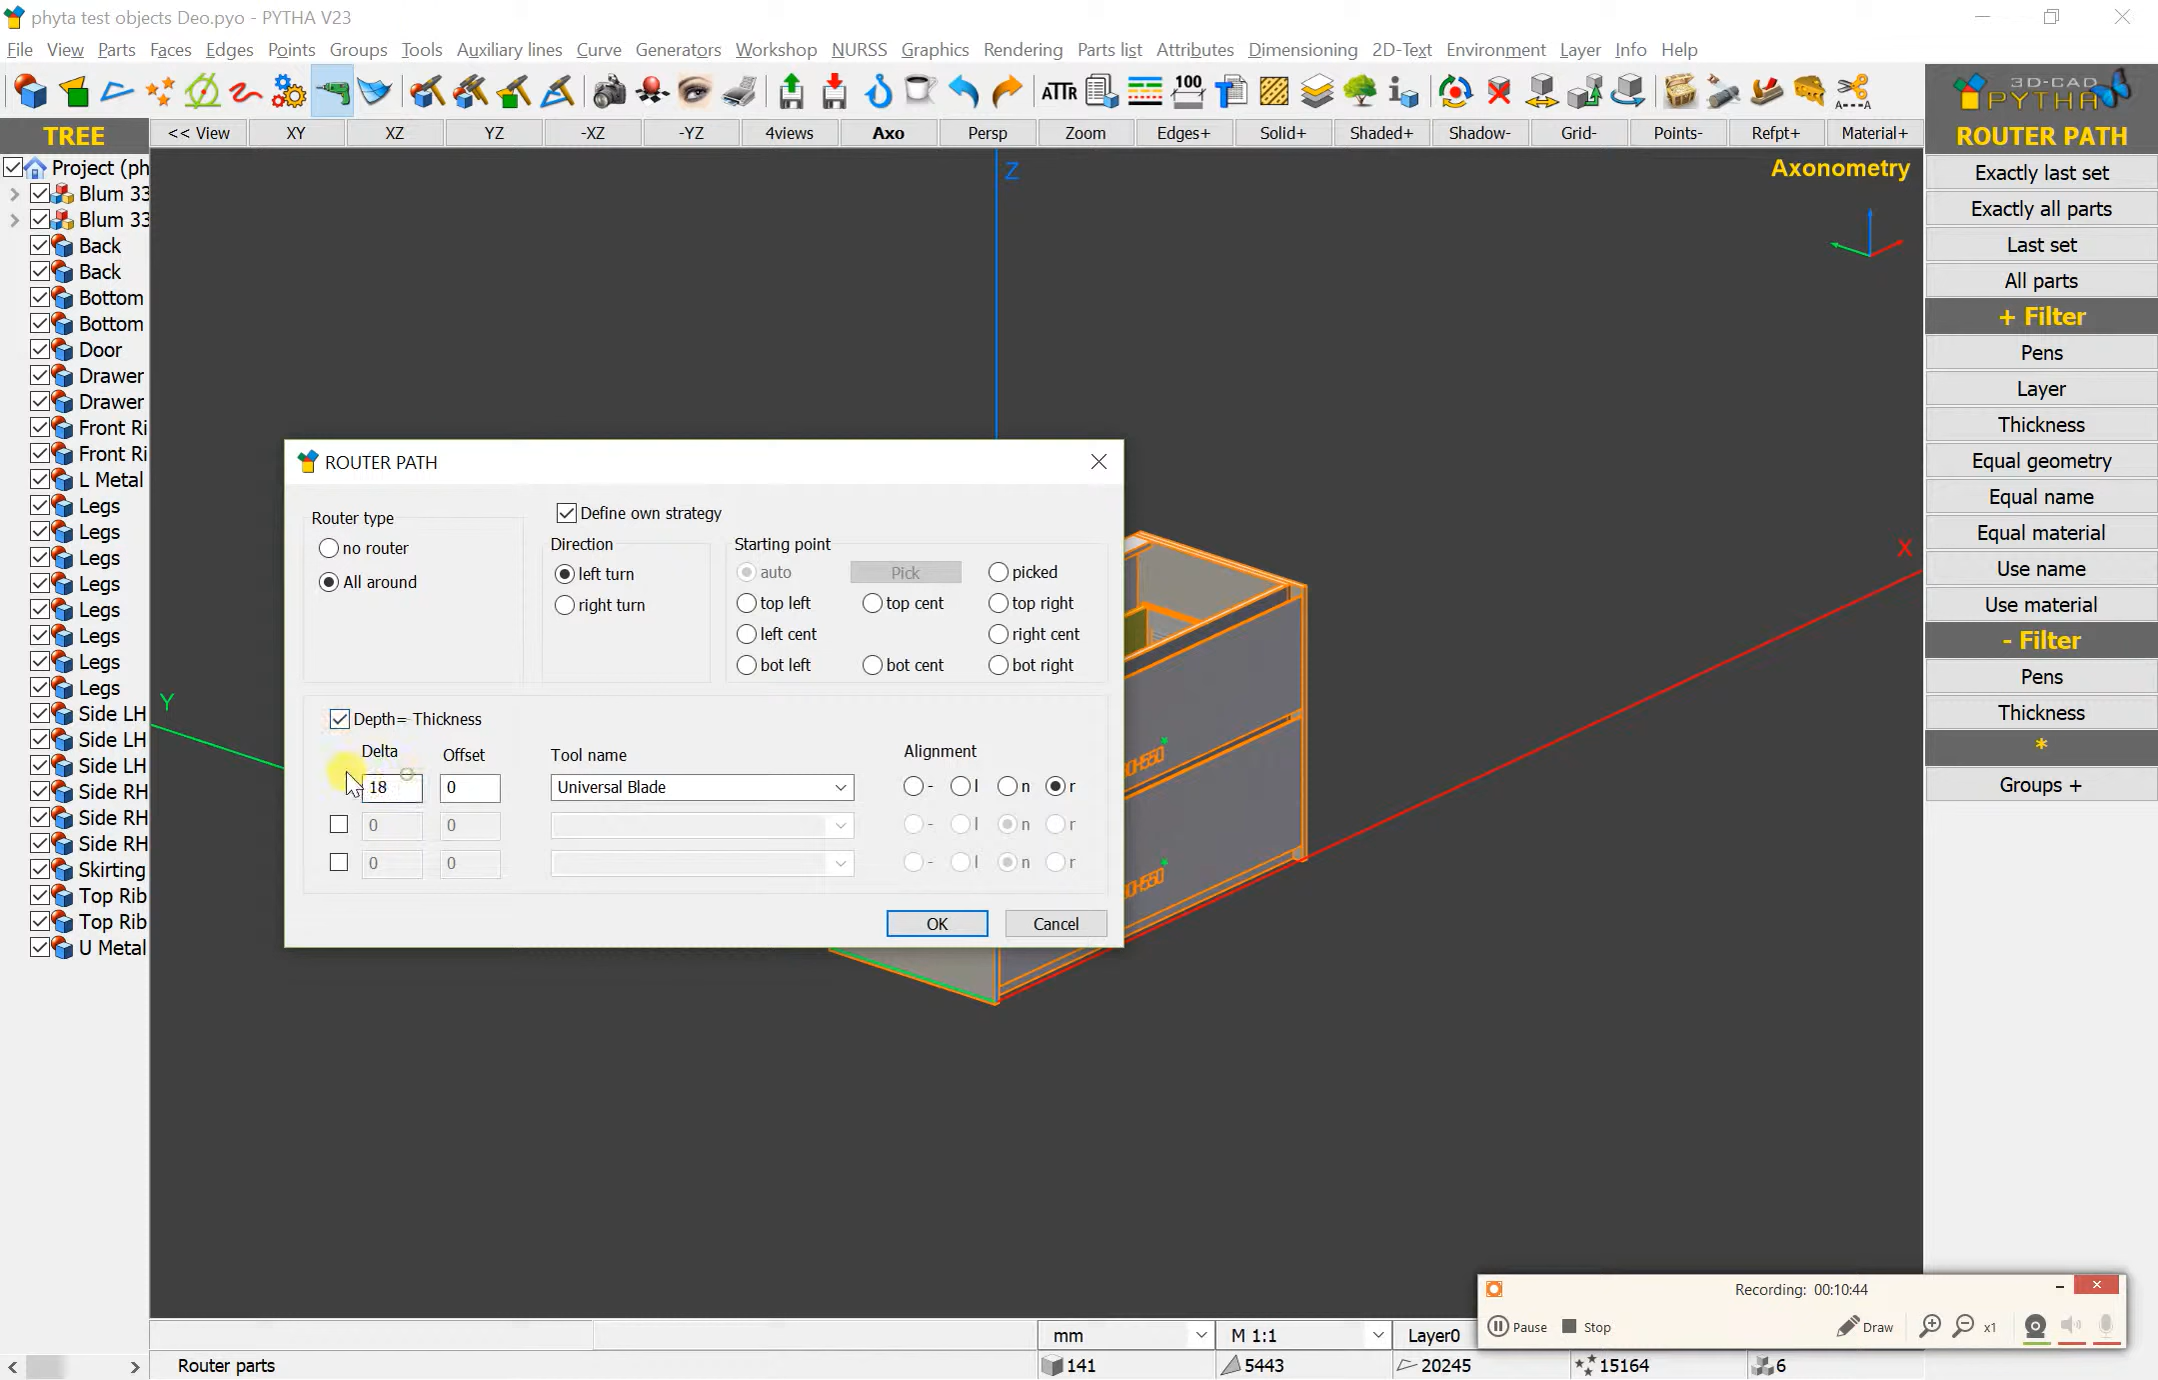 phyta test objects Deo.pyo - PYTHA V23
File View Parts Faces Edges Points Groups Tools Auxiliary lines Curve Generators Workshop NURSS Graphics Rendering Parts list Attributes Dimensioning 2D-Text Environment Layer Info Help
ATTR 100
A----A
3D-CAD
PYTHA
TREE << View XY XZ YZ -XZ -YZ 4views Axo Persp Zoom Edges+ Solid+ Shaded+ Shadow- Grid- Points- Refpt+ Material+ ROUTER PATH
Project (ph
Blum 33
Blum 33
Back
Back
Bottom
Bottom
Door
Drawer
Drawer
Front Ri
Front Ri
L Metal
Legs
Legs
Legs
Legs
Legs
Legs
Legs
Legs
Side LH
Side LH
Side LH
Side RH
Side RH
Side RH
Skirting
Top Rib
Top Rib
U Metal
Axonometry
Z
X
Y
ROUTER PATH
Router type
no router
All around
Define own strategy
Direction
left turn
right turn
Starting point
auto Pick picked
top left top cent top right
left cent right cent
bot left bot cent bot right
Depth= Thickness
Delta Offset Tool name Alignment
18 0 Universal Blade - l n r
0 0 - l n r
0 0 - l n r
OK Cancel
Exactly last set
Exactly all parts
Last set
All parts
+ Filter
Pens
Layer
Thickness
Equal geometry
Equal name
Equal material
Use name
Use material
- Filter
Pens
Thickness
*
Groups +
Recording: 00:10:44
Pause Stop Draw x1
mm M 1:1 Layer0
Router parts 141 5443 20245 15164 6